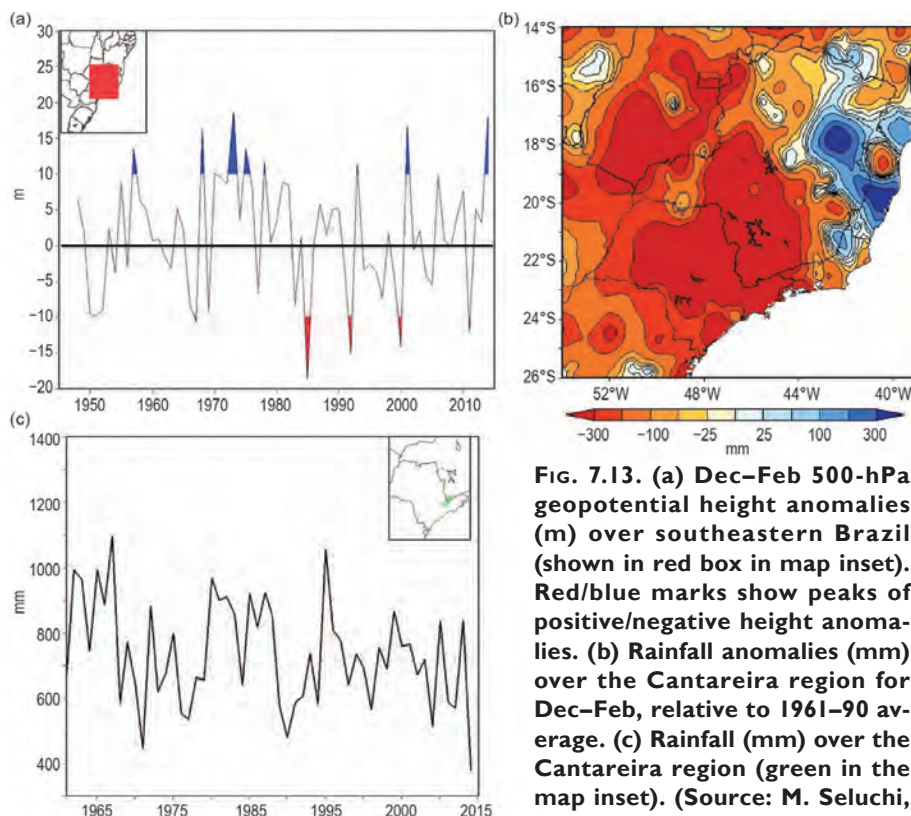 (a)
30
25
20
15
10
m
5
0
−5
−10
−15
−20
1950 1960 1970 1980 1990 2000 2010
(b)
14°S
16°S
18°S
20°S
22°S
24°S
26°S
52°W 48°W 44°W 40°W
−300 −100 −25 25 100 300
mm
(c)
1400
1200
1000
mm
800
600
400
1965 1975 1985 1995 2000 2014 2015
FIG. 7.13. (a) Dec–Feb 500-hPa
geopotential height anomalies
(m) over southeastern Brazil
(shown in red box in map inset).
Red/blue marks show peaks of
positive/negative height anoma-
lies. (b) Rainfall anomalies (mm)
over the Cantareira region for
Dec–Feb, relative to 1961–90 av-
erage. (c) Rainfall (mm) over the
Cantareira region (green in the
map inset). (Source: M. Seluchi,